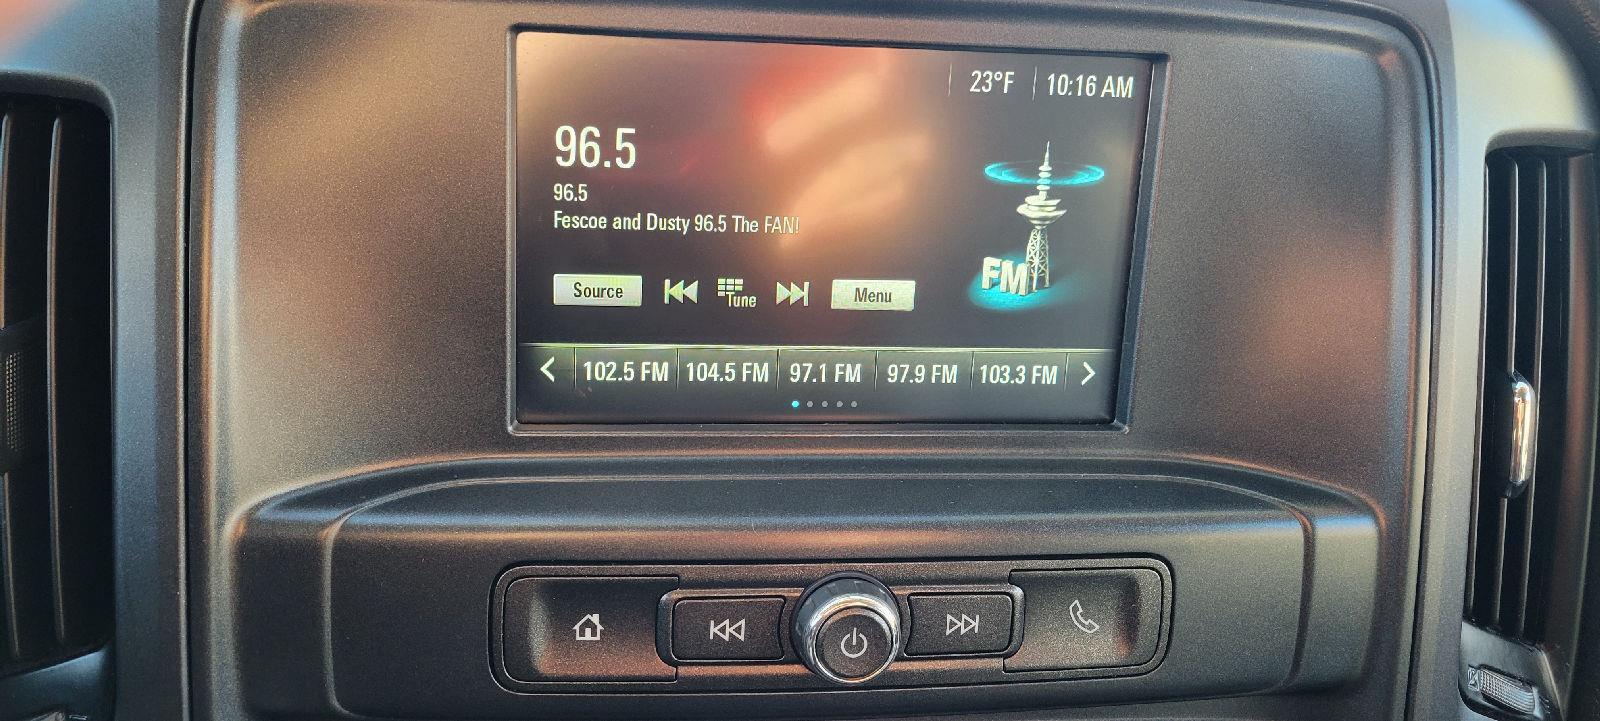 23°F 10:16 AM
96.5
96.5
Fescoe and Dusty 96.5 The FAN!
Source Tune Menu
FM
102.5 FM 104.5 FM 97.1 FM 97.9 FM 103.3 FM